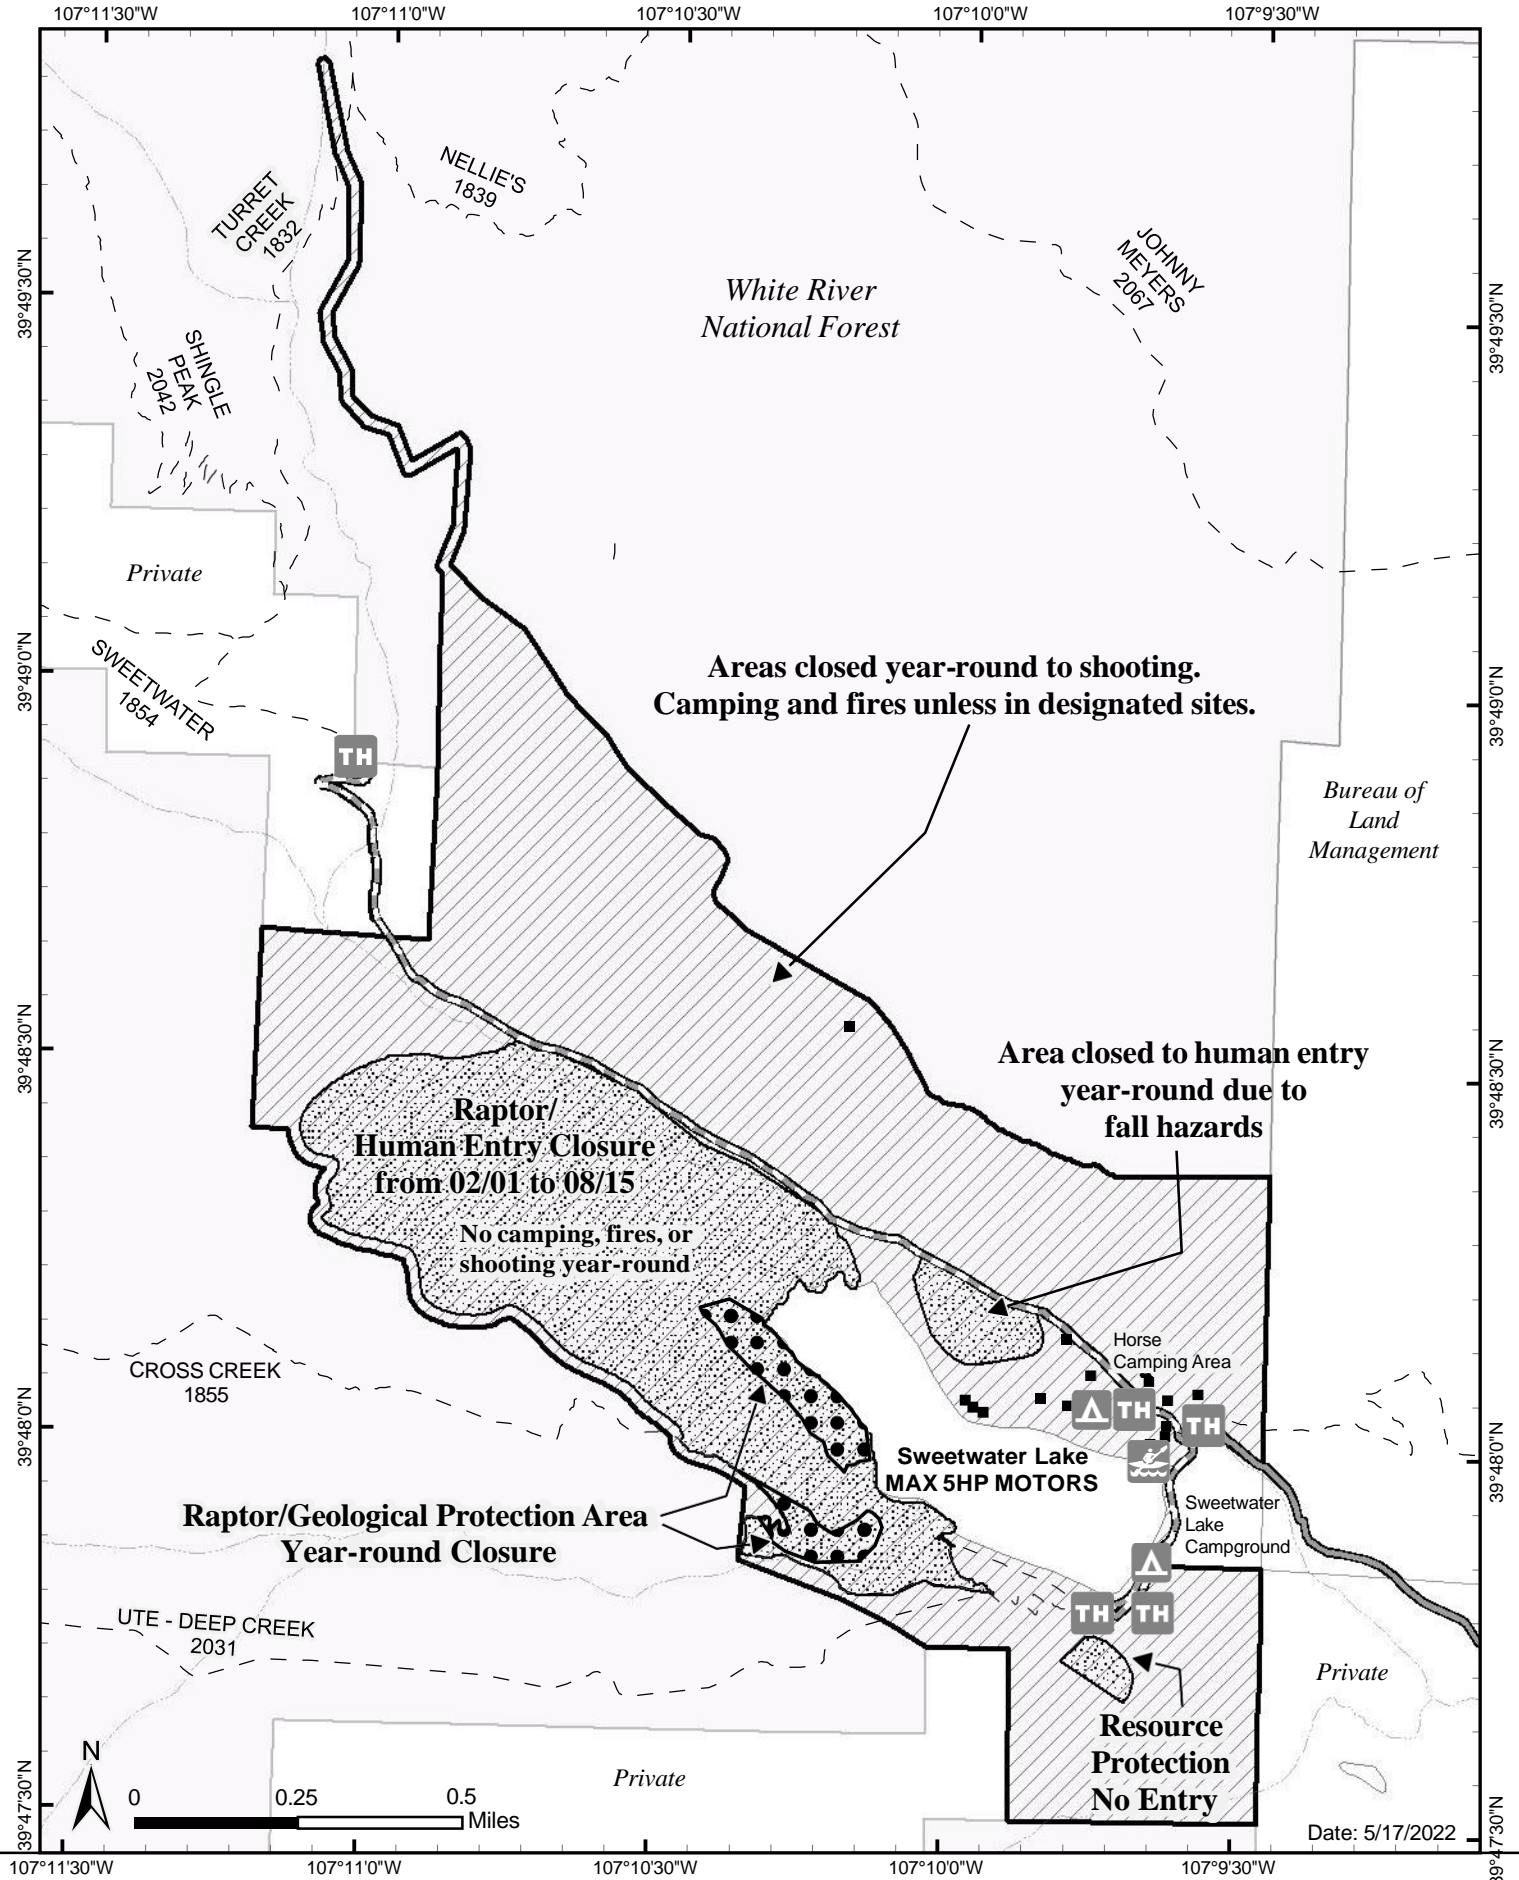 107°11'30"W
107°11'0"W
107°10'30"W
107°10'0"W
107°9'30"W
39°49'30"N
39°49'30"N
NELLIE'S
1839
TURRET
CREEK
1832
JOHNNY
MEYERS
2067
White River
National Forest
SHINGLE
PEAK
2042
Private
39°49'0"N
39°49'0"N
SWEETWATER
1854
Areas closed year-round to shooting.
Camping and fires unless in designated sites.
TH
Bureau of
Land
Management
39°48'30"N
39°48'30"N
Area closed to human entry
year-round due to
fall hazards
Raptor/
Human Entry Closure
from 02/01 to 08/15
No camping, fires, or
shooting year-round
Horse
Camping Area
CROSS CREEK
1855
39°48'0"N
39°48'0"N
TH
TH
Sweetwater Lake
MAX 5HP MOTORS
Raptor/Geological Protection Area
Year-round Closure
Sweetwater
Lake
Campground
TH
TH
UTE - DEEP CREEK
2031
Private
Resource
Protection
No Entry
Private
N
0
0.25
0.5
Miles
39°47'30"N
39°47'30"N
Date: 5/17/2022
107°11'30"W
107°11'0"W
107°10'30"W
107°10'0"W
107°9'30"W